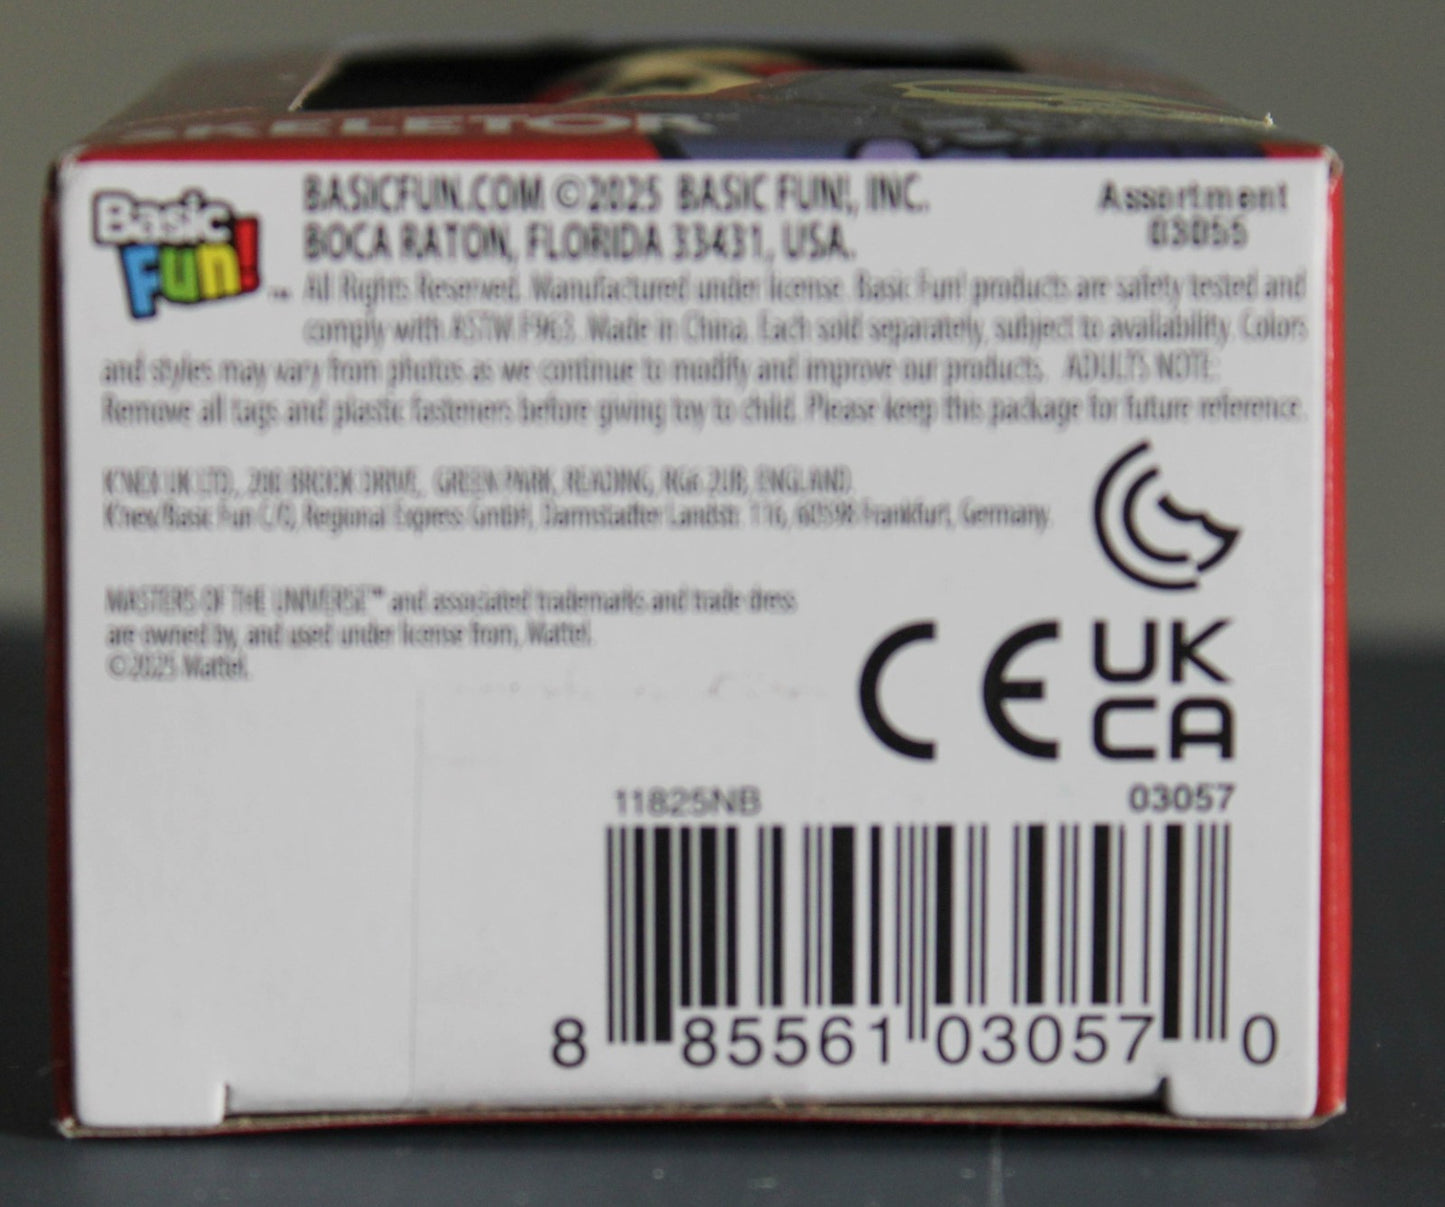 SKELETOR
Basic Fun!™
BASICFUN.COM ©2025 BASIC FUN!, INC.
BOCA RATON, FLORIDA 33431, USA.
Assortment
03055
All Rights Reserved. Manufactured under license. Basic Fun! products are safety tested and
comply with ASTM F963. Made in China. Each sold separately, subject to availability. Colors
and styles may vary from photos as we continue to modify and improve our products. ADULTS NOTE:
Remove all tags and plastic fasteners before giving toy to child. Please keep this package for future reference.
K'NEX UK LTD., 200 BROOK DRIVE, GREEN PARK, READING, RG6 2UB, ENGLAND.
K'nex/Basic Fun C/O, Regional Express GmbH, Darmstadter Landstr. 116, 60598 Frankfurt, Germany.
MASTERS OF THE UNIVERSE™ and associated trademarks and trade dress
are owned by, and used under license from, Mattel.
©2025 Mattel.
CE
UK
CA
11825NB
03057
8 85561 03057 0